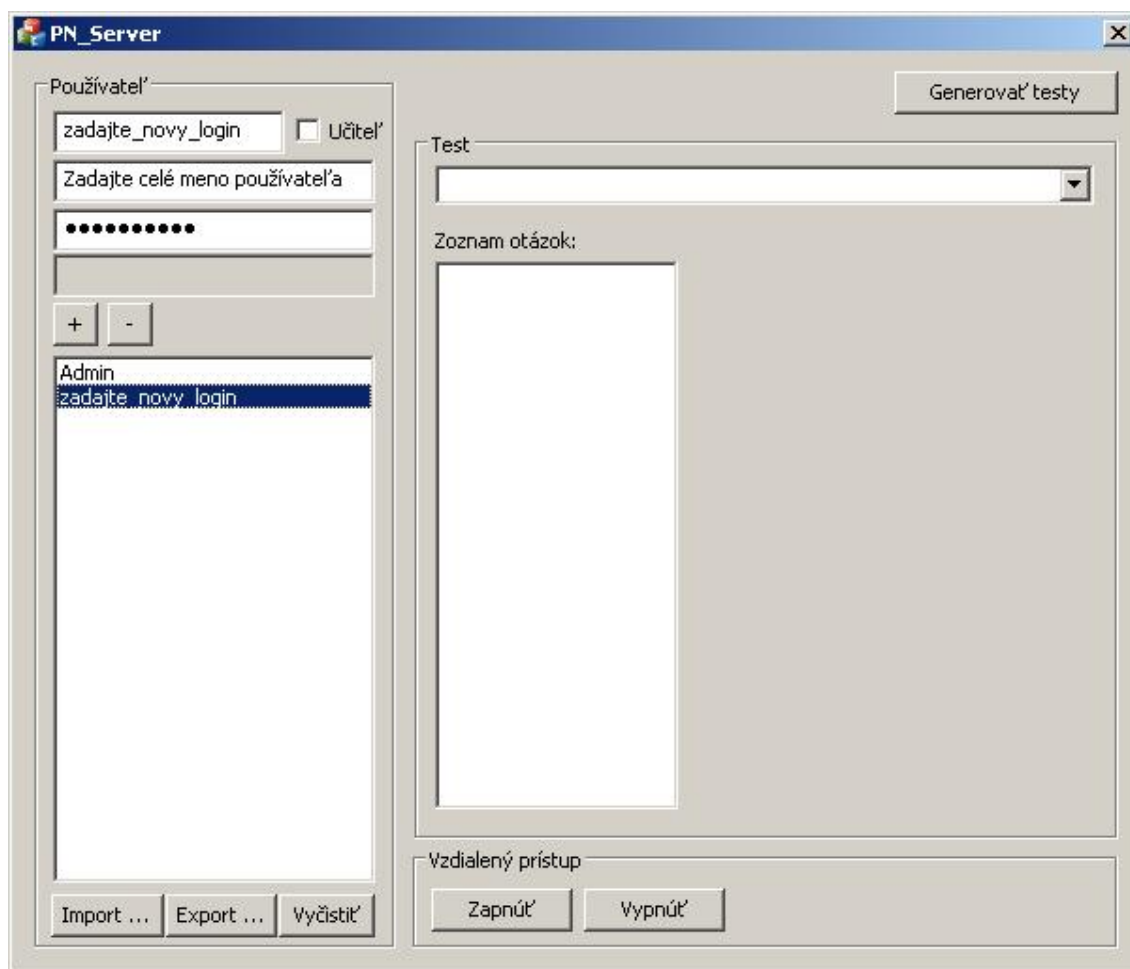 PN_Server
Používateľ
zadajte_novy_login
Učiteľ
Zadajte celé meno používateľa
●●●●●●●●●●
+ -
Admin
zadajte_novy_login
Import ... Export ... Vyčistiť
Generovať testy
Test
Zoznam otázok:
Vzdialený prístup
Zapnúť Vypnúť